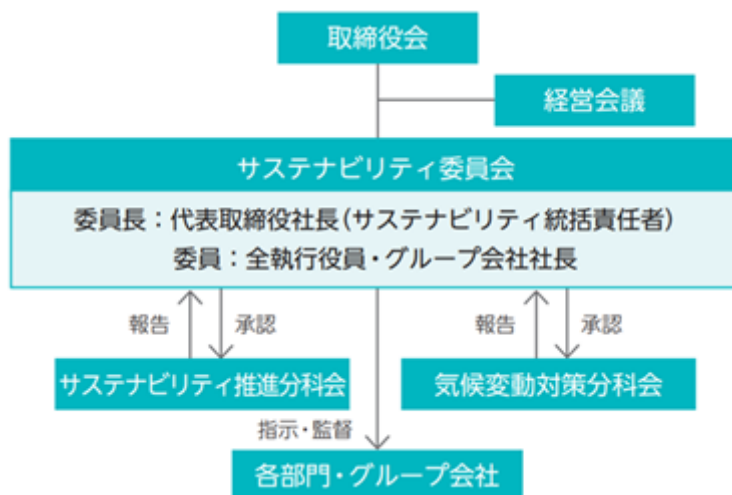 取締役会
経営会議
サステナビリティ委員会
委員長：代表取締役社長（サステナビリティ統括責任者）
委員：全執行役員・グループ会社社長
報告
承認
報告
承認
サステナビリティ推進分科会
気候変動対策分科会
指示・監督
各部門・グループ会社